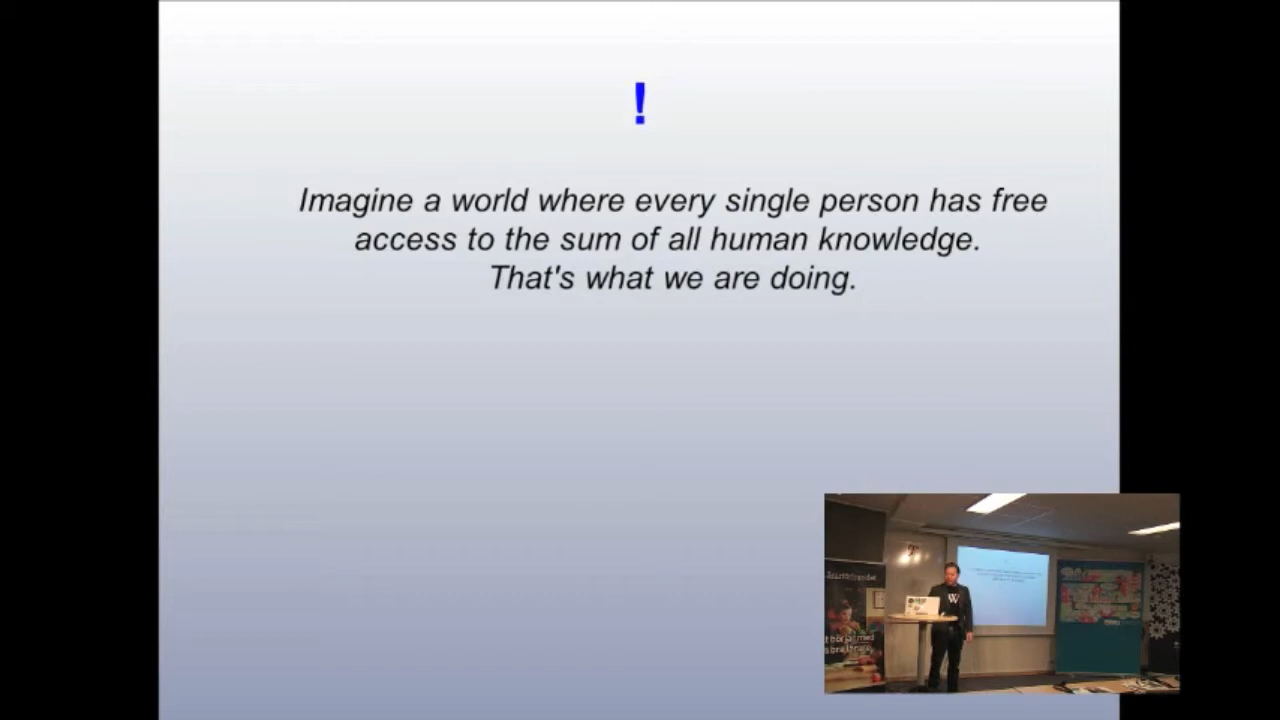 !
Imagine a world where every single person has free
access to the sum of all human knowledge.
That's what we are doing.
W